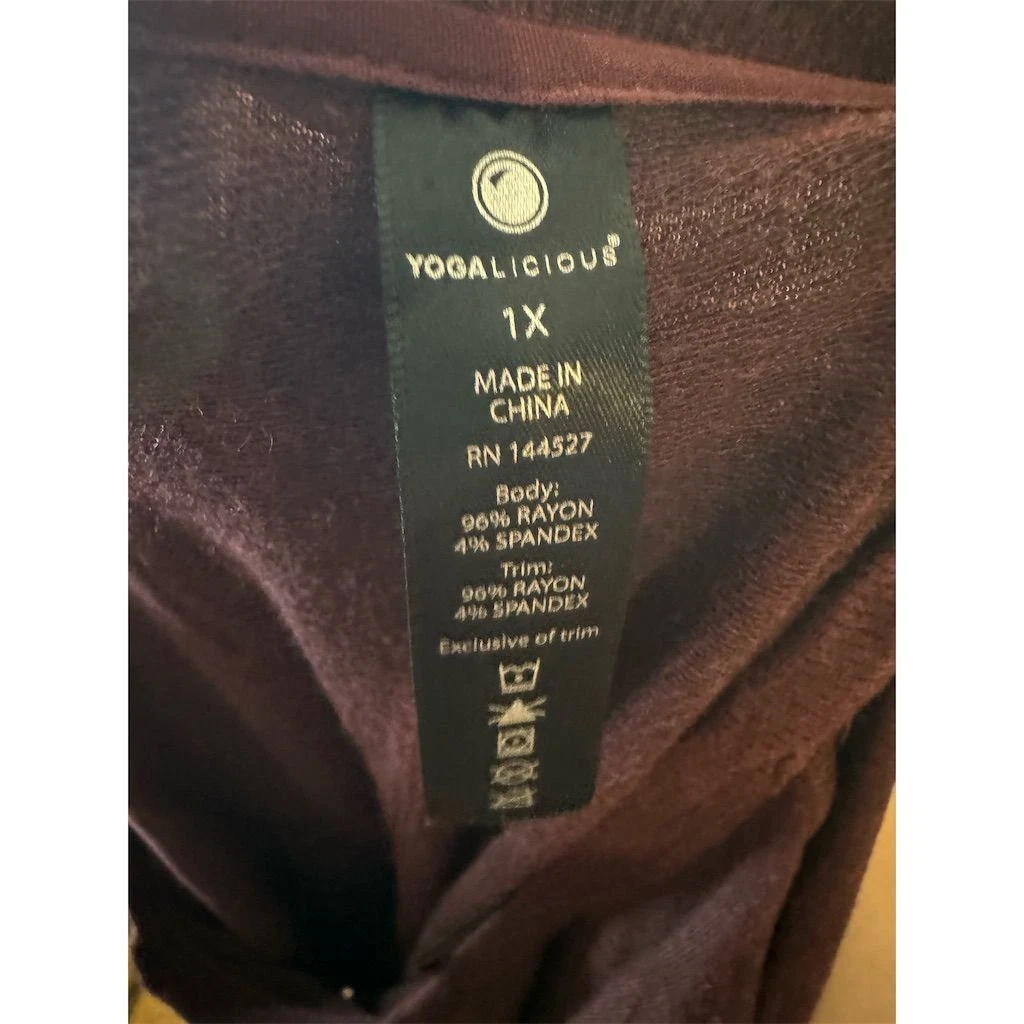 YOGALICIOUS®
1X
MADE IN
CHINA
RN 144527
Body:
96% RAYON
4% SPANDEX
Trim:
96% RAYON
4% SPANDEX
Exclusive of trim